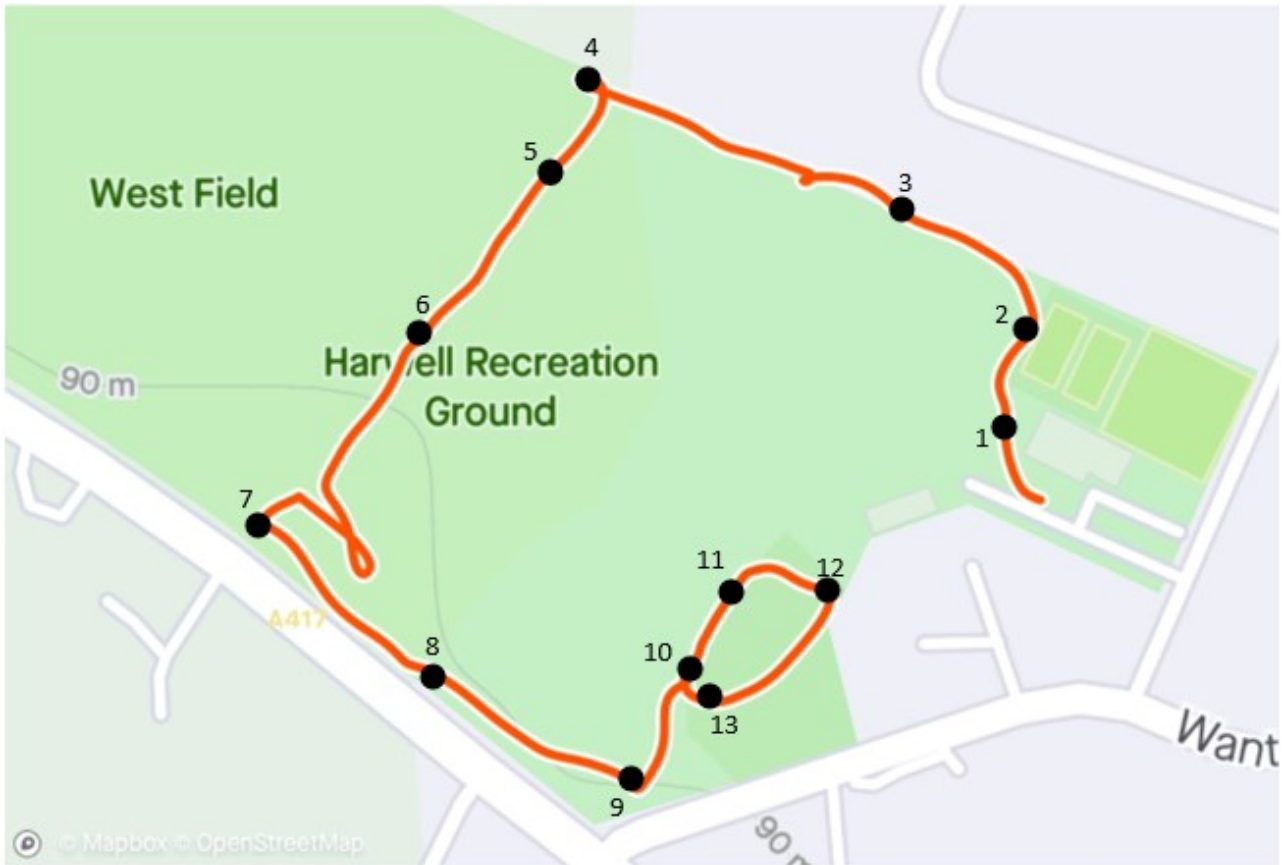 4
5
West Field
3
6
2
Harwell Recreation
Ground
90 m
1
7
11
12
A417
8
10
13
Want
9
90 m
© Mapbox © OpenStreetMap